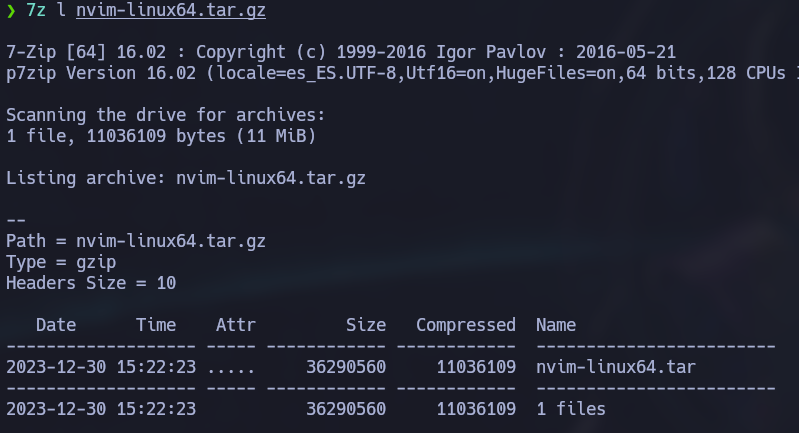 ❯ 7z l nvim-linux64.tar.gz
7-Zip [64] 16.02 : Copyright (c) 1999-2016 Igor Pavlov : 2016-05-21
p7zip Version 16.02 (locale=es_ES.UTF-8,Utf16=on,HugeFiles=on,64 bits,128 CPUs
Scanning the drive for archives:
1 file, 11036109 bytes (11 MiB)
Listing archive: nvim-linux64.tar.gz
--
Path = nvim-linux64.tar.gz
Type = gzip
Headers Size = 10
   Date      Time    Attr         Size   Compressed  Name
------------------- ----- ------------ ------------  ------------------------
2023-12-30 15:22:23 .....     36290560     11036109  nvim-linux64.tar
------------------- ----- ------------ ------------  ------------------------
2023-12-30 15:22:23           36290560     11036109  1 files